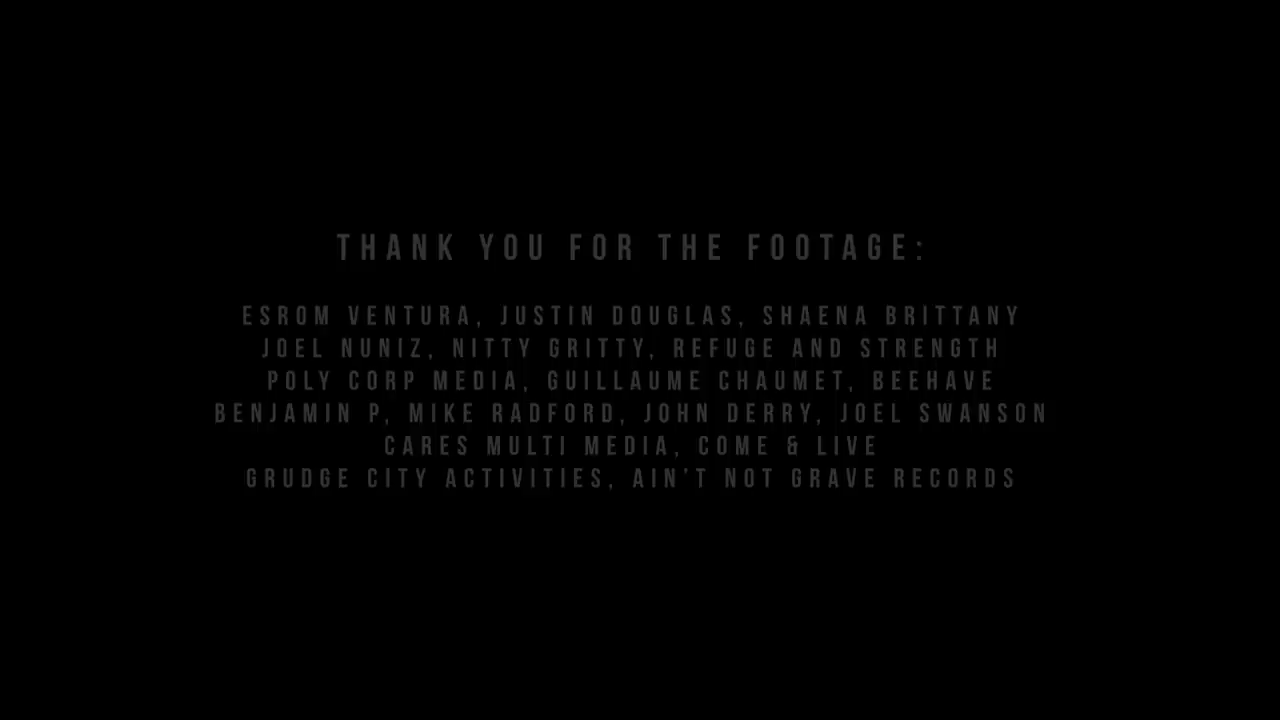 THANK YOU FOR THE FOOTAGE:
ESROM VENTURA, JUSTIN DOUGLAS, SHAENA BRITTANY
JOEL NUNIZ, NITTY GRITTY, REFUGE AND STRENGTH
POLY CORP MEDIA, GUILLAUME CHAUMET, BEEHAVE
BENJAMIN P, MIKE RADFORD, JOHN DERRY, JOEL SWANSON
CARES MULTI MEDIA, COME & LIVE
GRUDGE CITY ACTIVITIES, AIN'T NOT GRAVE RECORDS